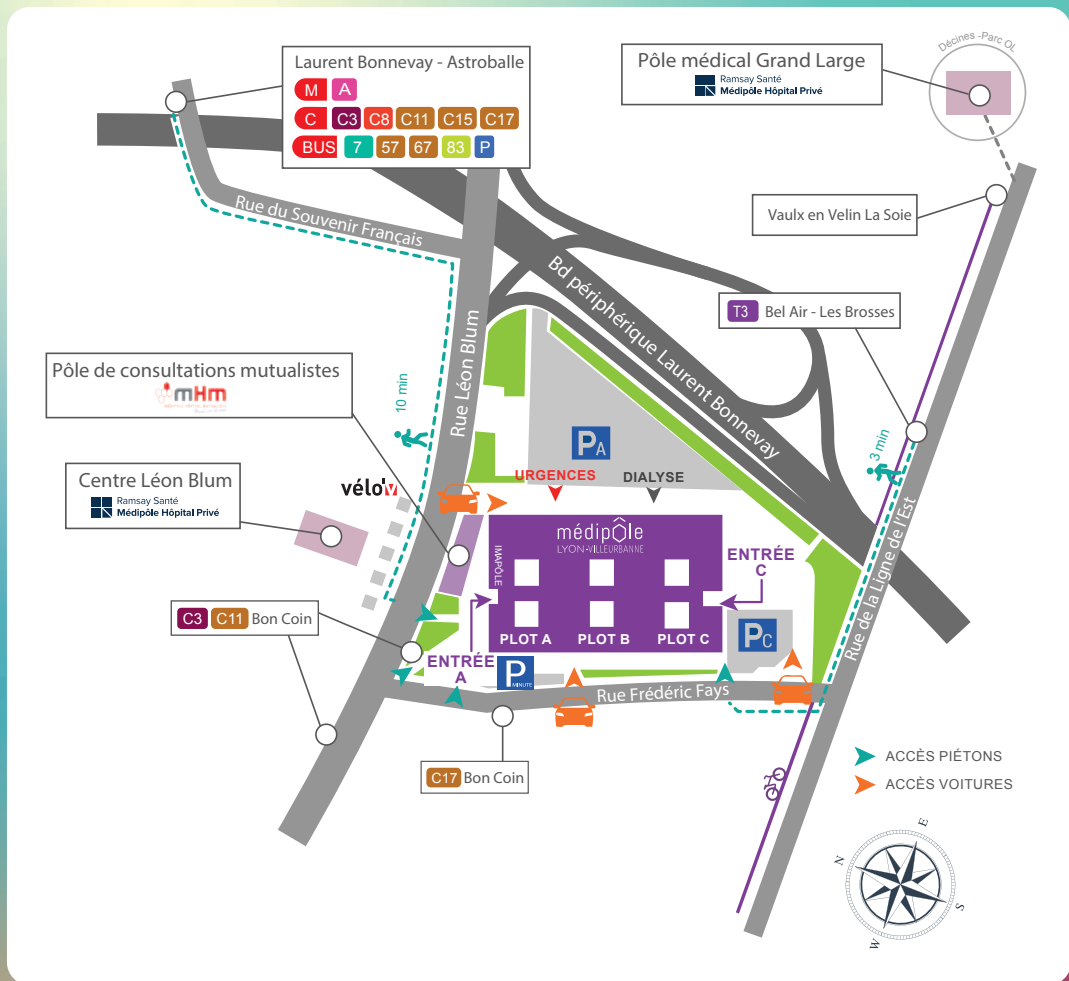 Laurent Bonnevay - Astroballe
M A
C C3 C8 C11 C15 C17
BUS 7 57 67 83 P
Pôle médical Grand Large
Ramsay Santé
Médipôle Hôpital Privé
Décines -Parc OL
Vaulx en Velin La Soie
Rue du Souvenir Français
Bd périphérique Laurent Bonnevay
T3 Bel Air - Les Brosses
Rue Léon Blum
Pôle de consultations mutualistes
mHm
10 min
3 min
PA
URGENCES
DIALYSE
Centre Léon Blum
Ramsay Santé
Médipôle Hôpital Privé
vélo'v
médipôle
LYON-VILLEURBANNE
IMAPÔLE
ENTRÉE
C
Rue de la Ligne de l'Est
C3 C11 Bon Coin
PLOT A
PLOT B
PLOT C
PC
ENTRÉE
A
P
MINUTE
Rue Frédéric Fays
C17 Bon Coin
ACCÈS PIÉTONS
ACCÈS VOITURES
N
E
S
W